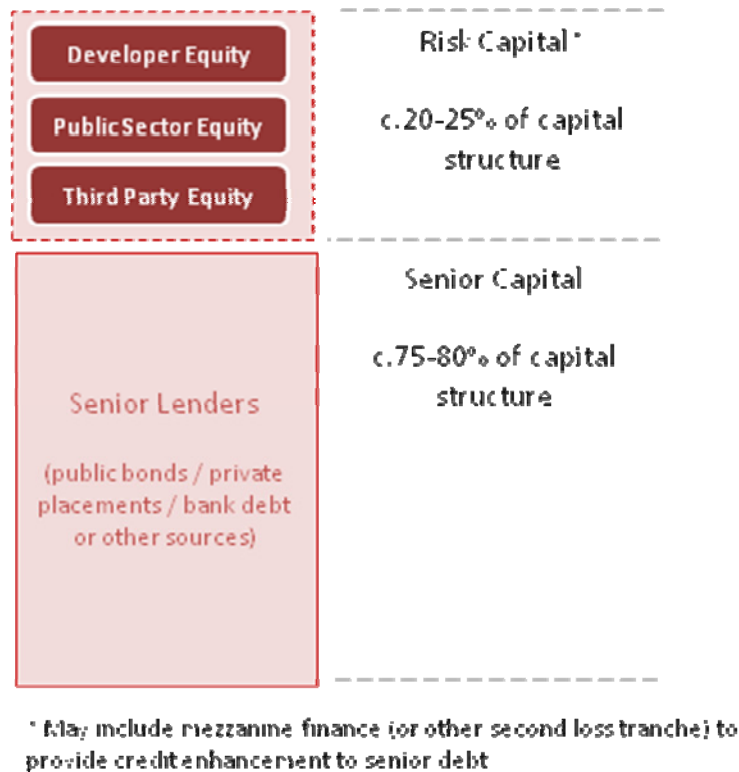 Developer Equity
Public Sector Equity
Third Party Equity
Risk Capital*
c.20-25% of capital
structure
Senior Capital
c.75-80% of capital
structure
Senior Lenders
(public bonds / private
placements / bank debt
or other sources)
* May include mezzanine finance (or other second loss tranche) to
provide credit enhancement to senior debt